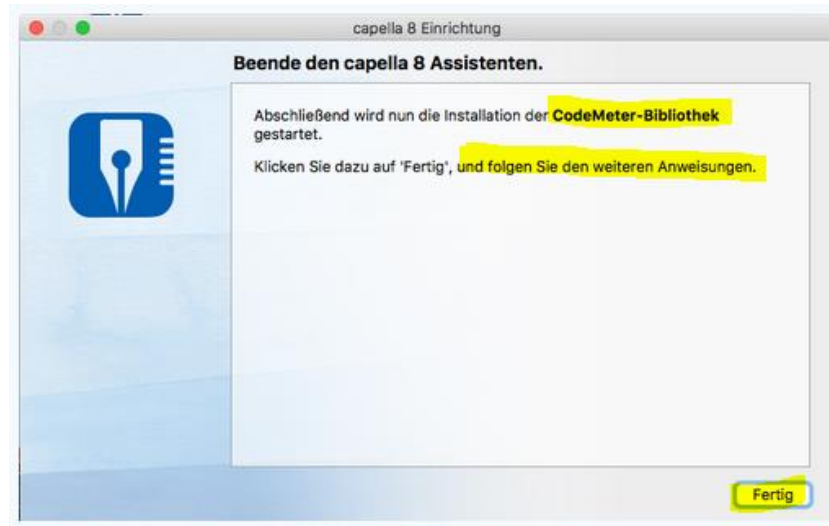 capella 8 Einrichtung
Beende den capella 8 Assistenten.
Abschließend wird nun die Installation der CodeMeter-Bibliothek
gestartet.
Klicken Sie dazu auf 'Fertig', und folgen Sie den weiteren Anweisungen.
Fertig